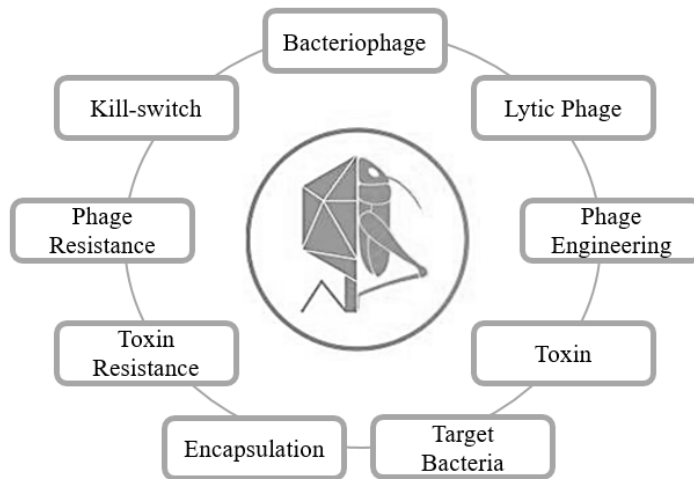 Bacteriophage
Lytic Phage
Phage
Engineering
Toxin
Target
Bacteria
Encapsulation
Toxin
Resistance
Phage
Resistance
Kill-switch